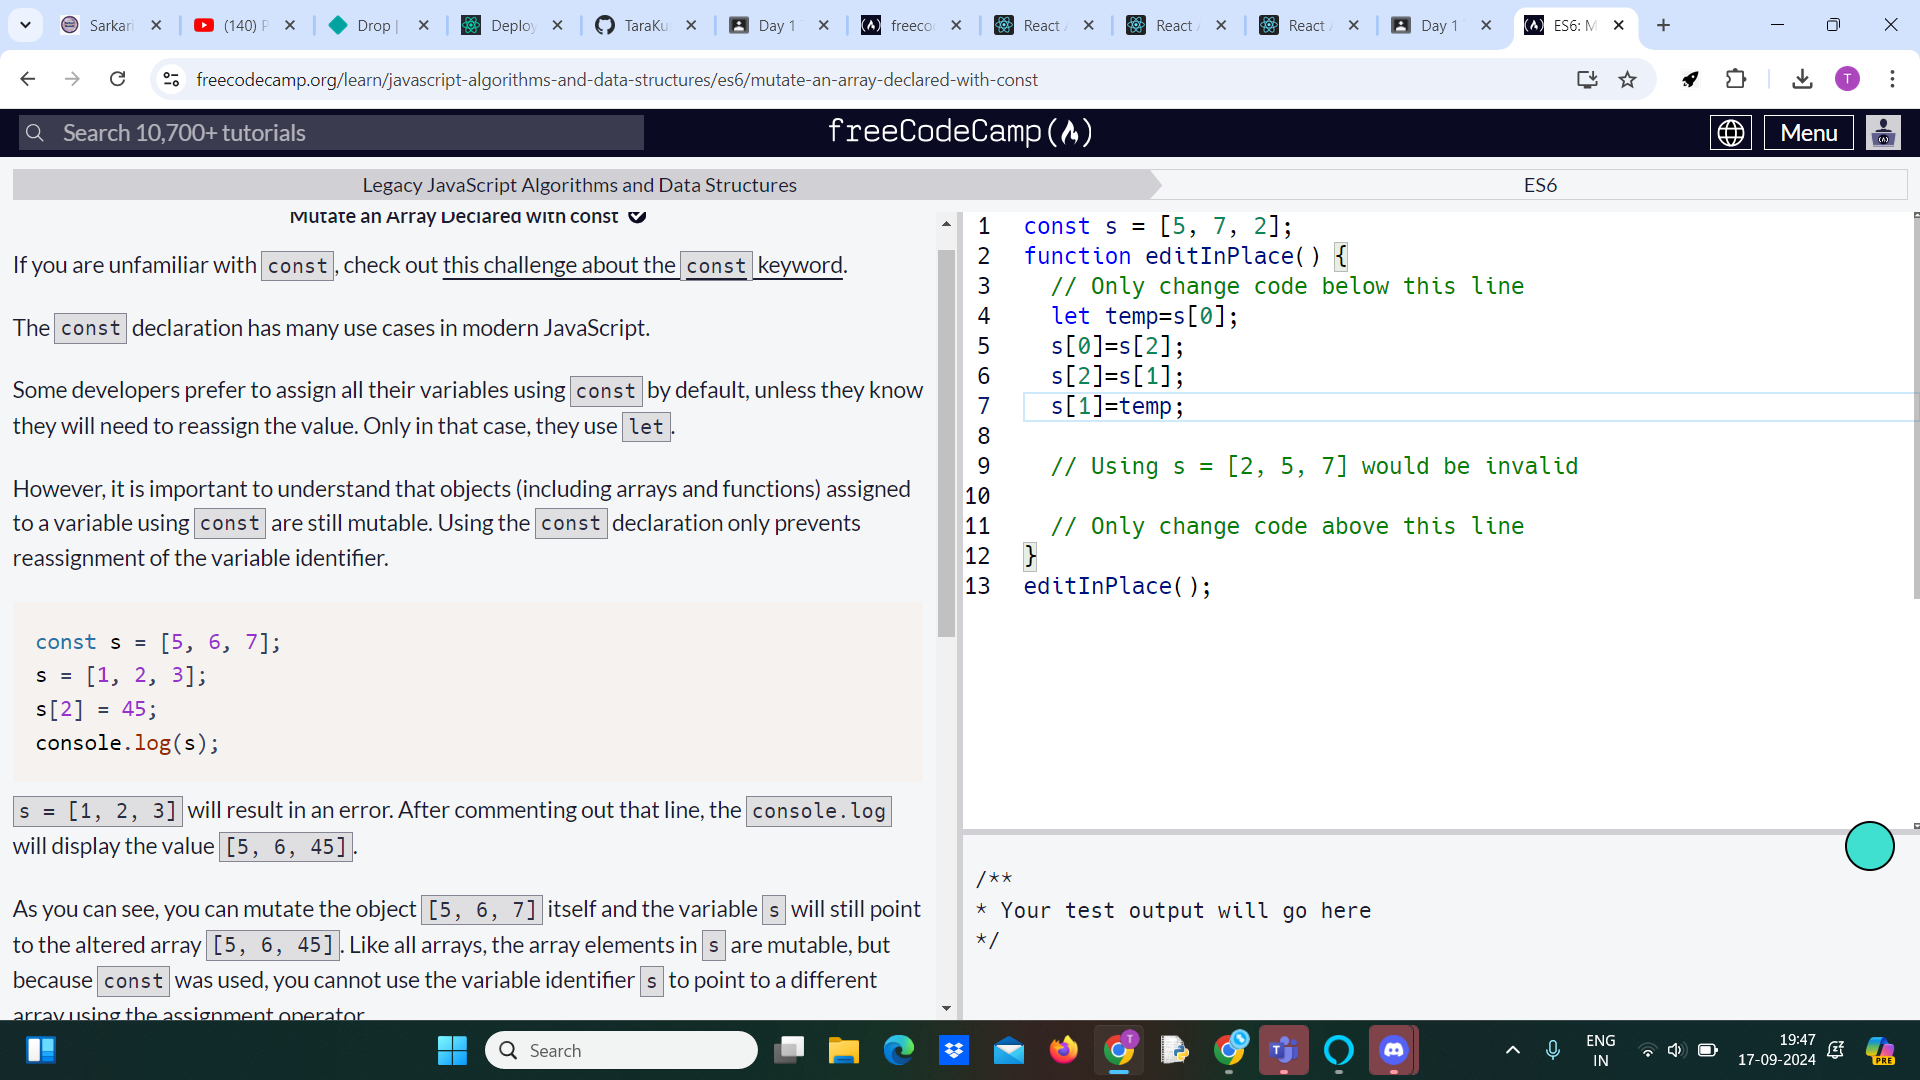 Sarkari
(140) P
Drop |
Deploy
TaraKu
Day 1
freeco
React
React
React
Day 1
ES6: M
freecodecamp.org/learn/javascript-algorithms-and-data-structures/es6/mutate-an-array-declared-with-const
T
Search 10,700+ tutorials
freeCodeCamp(🔥)
Menu
Legacy JavaScript Algorithms and Data Structures
ES6
Mutate an Array Declared with const
If you are unfamiliar with const, check out this challenge about the const keyword.
The const declaration has many use cases in modern JavaScript.
Some developers prefer to assign all their variables using const by default, unless they know
they will need to reassign the value. Only in that case, they use let.
However, it is important to understand that objects (including arrays and functions) assigned
to a variable using const are still mutable. Using the const declaration only prevents
reassignment of the variable identifier.
const s = [5, 6, 7];
s = [1, 2, 3];
s[2] = 45;
console.log(s);
s = [1, 2, 3] will result in an error. After commenting out that line, the console.log
will display the value [5, 6, 45].
As you can see, you can mutate the object [5, 6, 7] itself and the variable s will still point
to the altered array [5, 6, 45]. Like all arrays, the array elements in s are mutable, but
because const was used, you cannot use the variable identifier s to point to a different
array using the assignment operator
1 const s = [5, 7, 2];
2 function editInPlace() {
3 // Only change code below this line
4 let temp=s[0];
5 s[0]=s[2];
6 s[2]=s[1];
7 s[1]=temp;
8
9 // Using s = [2, 5, 7] would be invalid
10
11 // Only change code above this line
12 }
13 editInPlace();
/**
* Your test output will go here
*/
Search
T
ENG
IN
19:47
17-09-2024
PRE